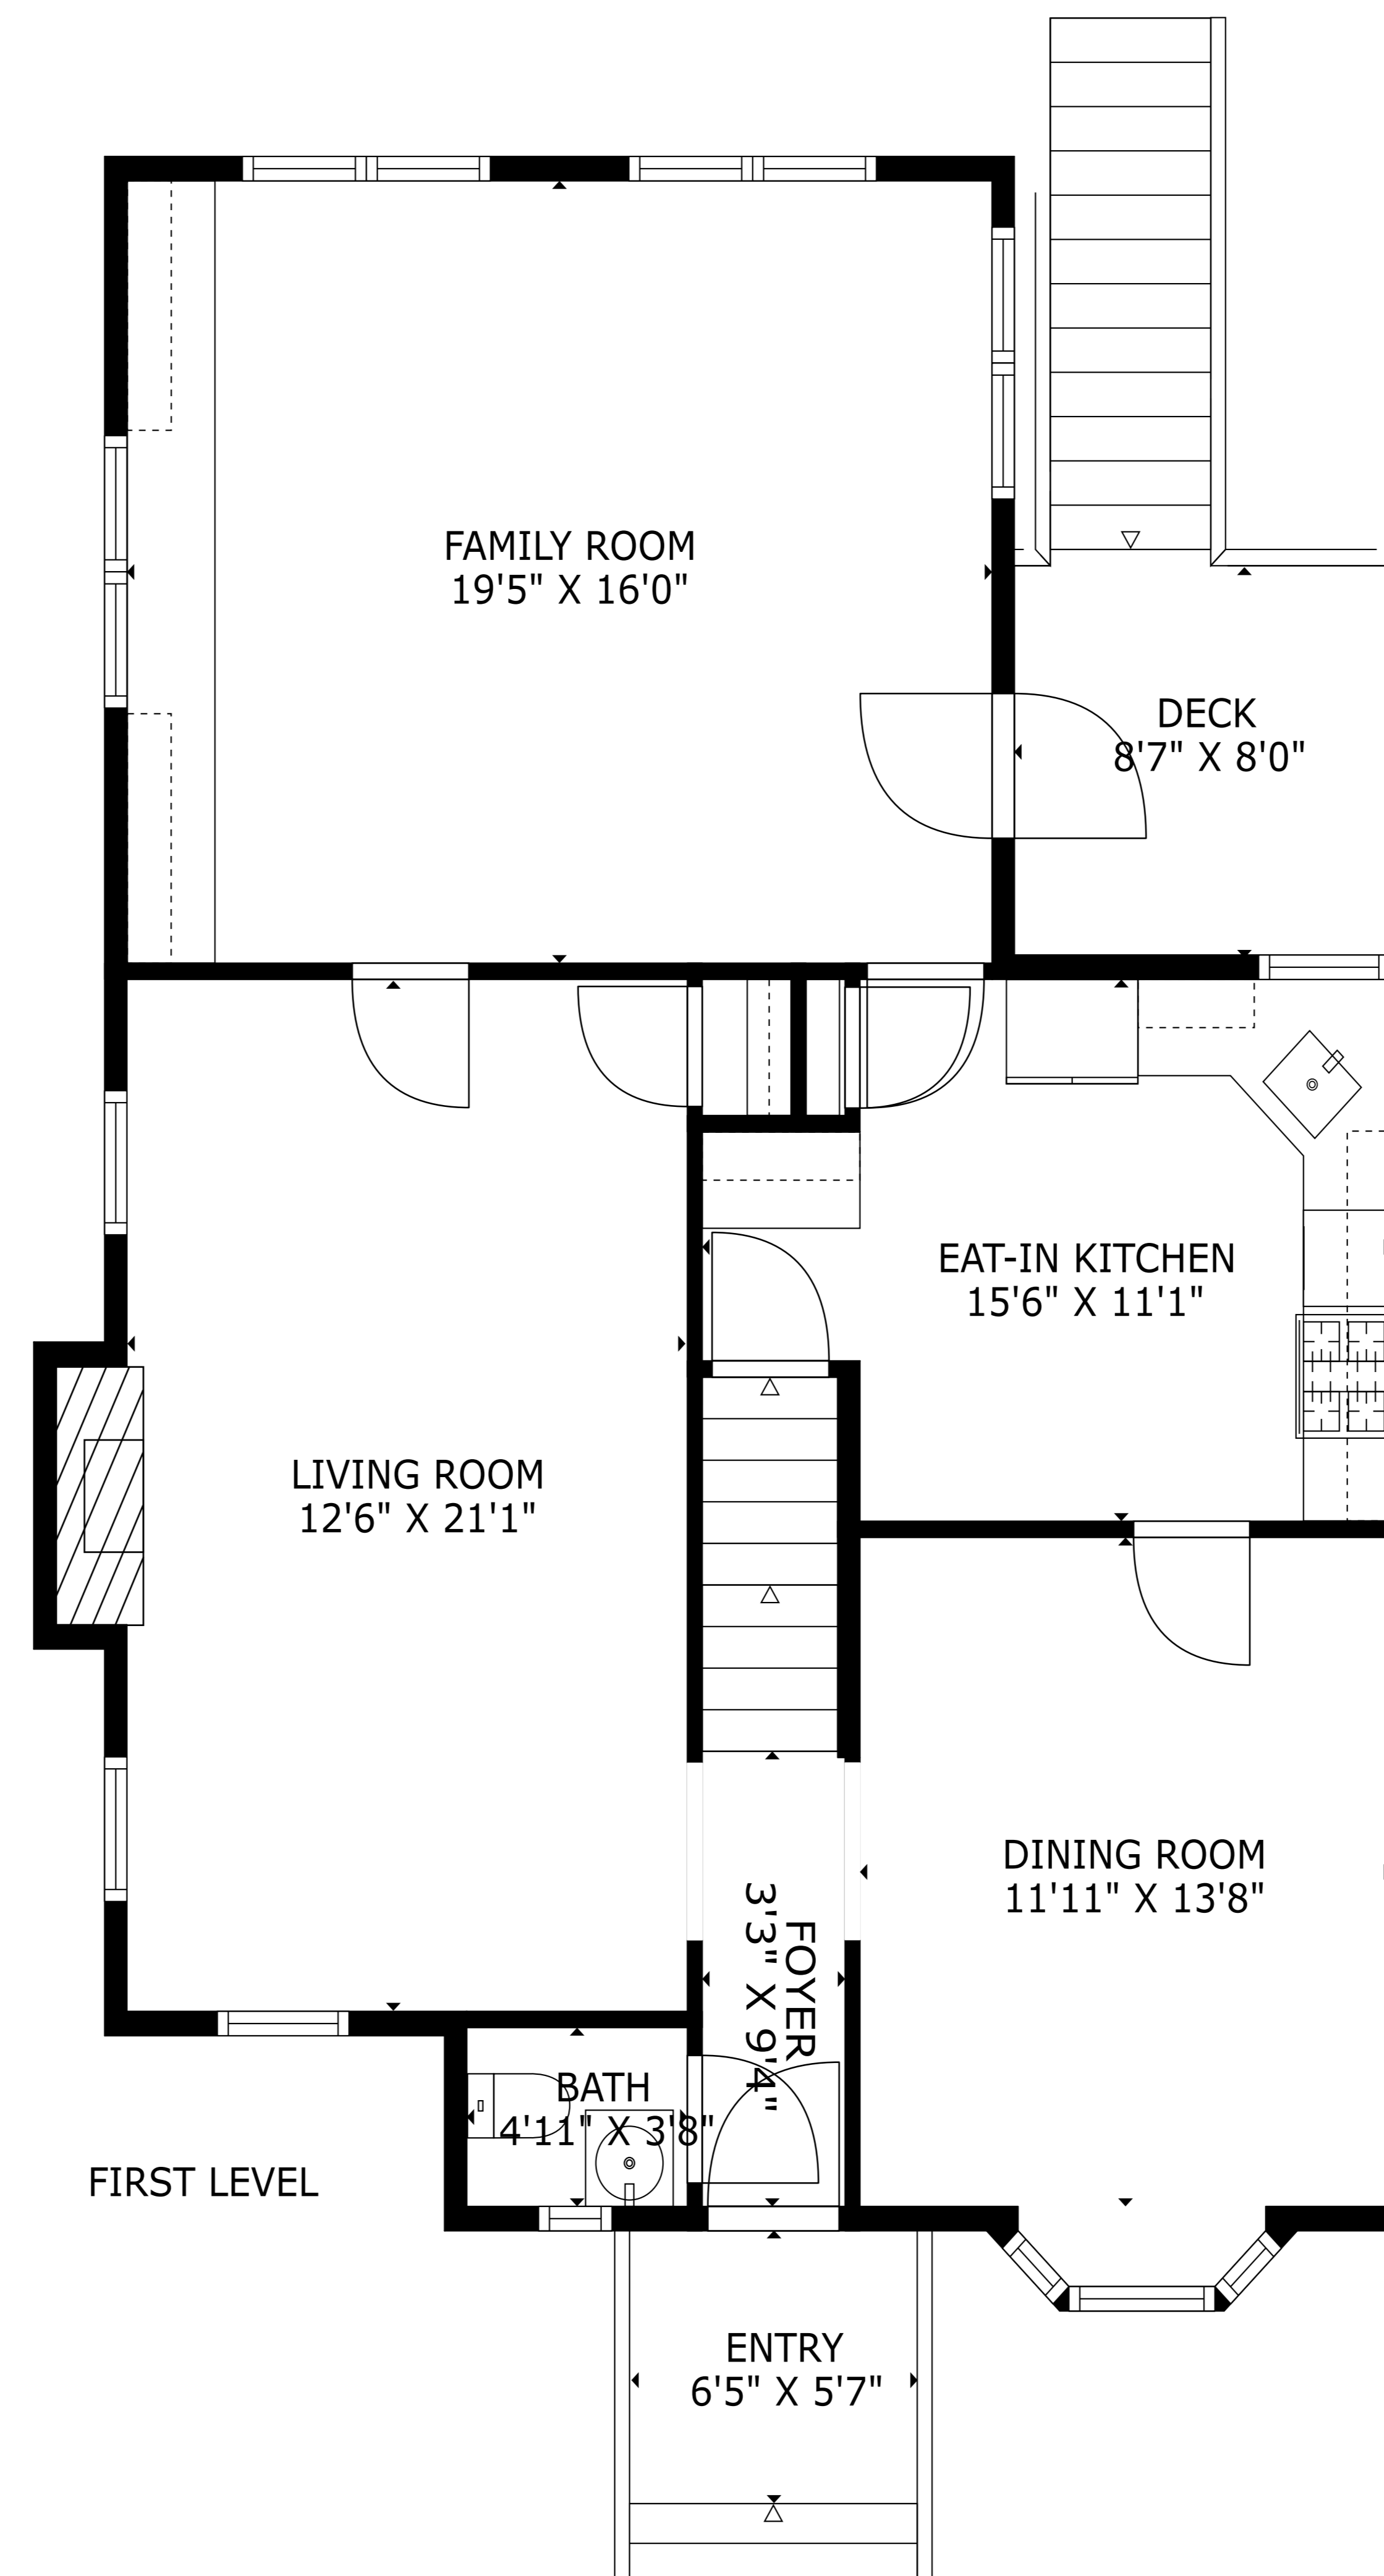 FAMILY ROOM
19'5" X 16'0"
DECK
8'7" X 8'0"
EAT-IN KITCHEN
15'6" X 11'1"
LIVING ROOM
12'6" X 21'1"
DINING ROOM
11'11" X 13'8"
FOYER
3'3" X 9'4"
BATH
4'11" X 3'8"
FIRST LEVEL
ENTRY
6'5" X 5'7"